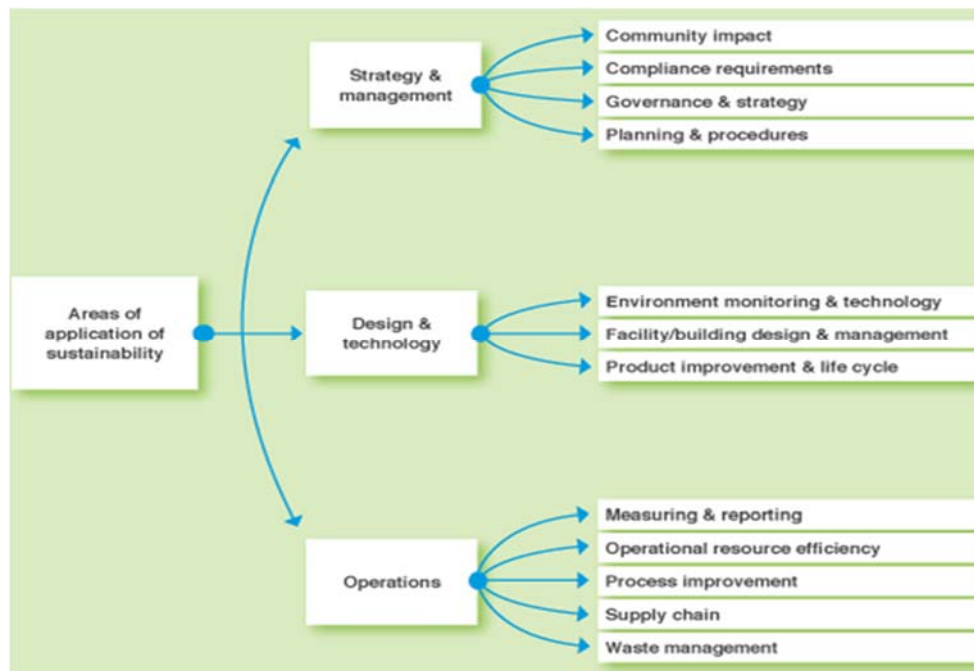 Strategy &
management
Community impact
Compliance requirements
Governance & strategy
Planning & procedures
Areas of
application of
sustainability
Design &
technology
Environment monitoring & technology
Facility/building design & management
Product improvement & life cycle
Operations
Measuring & reporting
Operational resource efficiency
Process improvement
Supply chain
Waste management